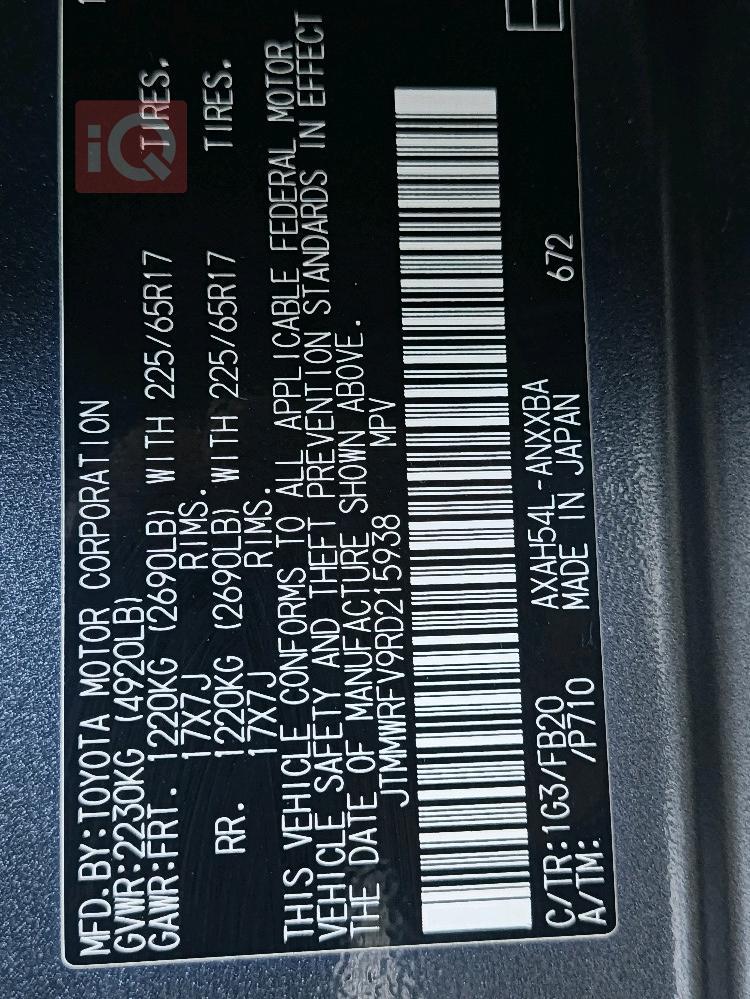 MFD.BY:TOYOTA MOTOR CORPORATION
GVWR:2230KG (4920LB)
GAWR:FRT. 1220KG (2690LB) WITH 225/65R17 TIRES,
17X7J RIMS.
RR. 1220KG (2690LB) WITH 225/65R17 TIRES,
17X7J RIMS.
THIS VEHICLE CONFORMS TO ALL APPLICABLE FEDERAL MOTOR
VEHICLE SAFETY AND THEFT PREVENTION STANDARDS IN EFFECT
THE DATE OF MANUFACTURE SHOWN ABOVE.
JTMMWRFV9RD215938 MPV
C/TR:1G3/FB20 AXAH54L-ANXXBA 672
A/TM: /P710 MADE IN JAPAN
iQ